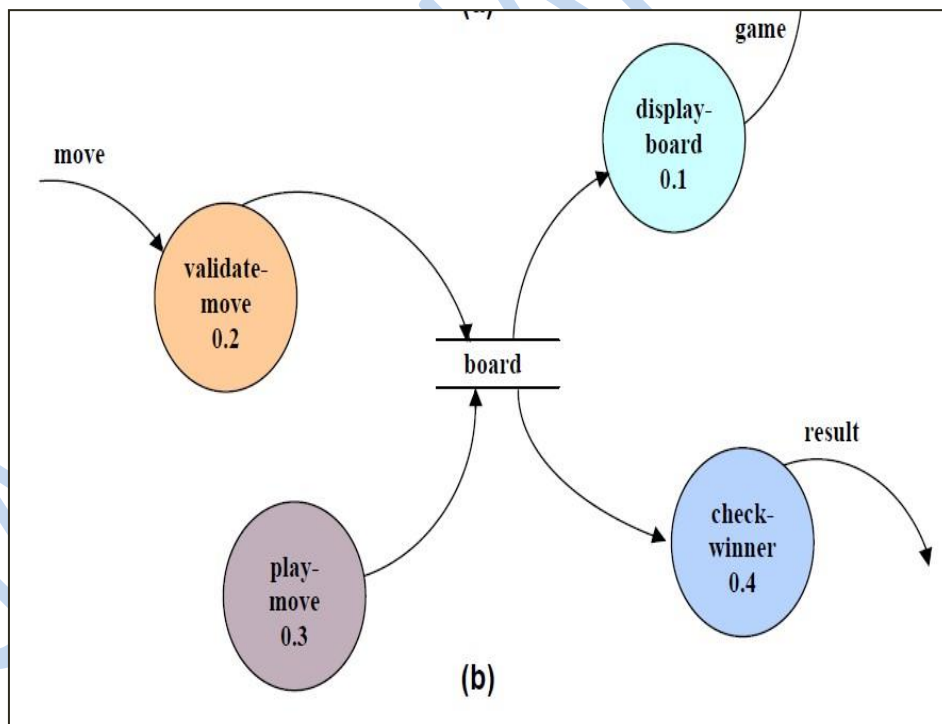 game
display-
board
0.1
move
validate-
move
0.2
board
result
check-
winner
0.4
play-
move
0.3
(b)